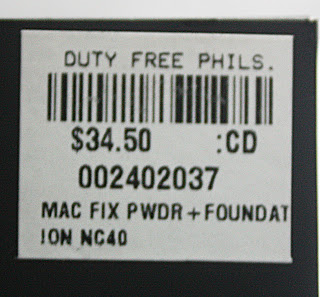 DUTY FREE PHILS.
$34.50 :CD
002402037
MAC FIX PWDR+FOUNDAT
ION NC40